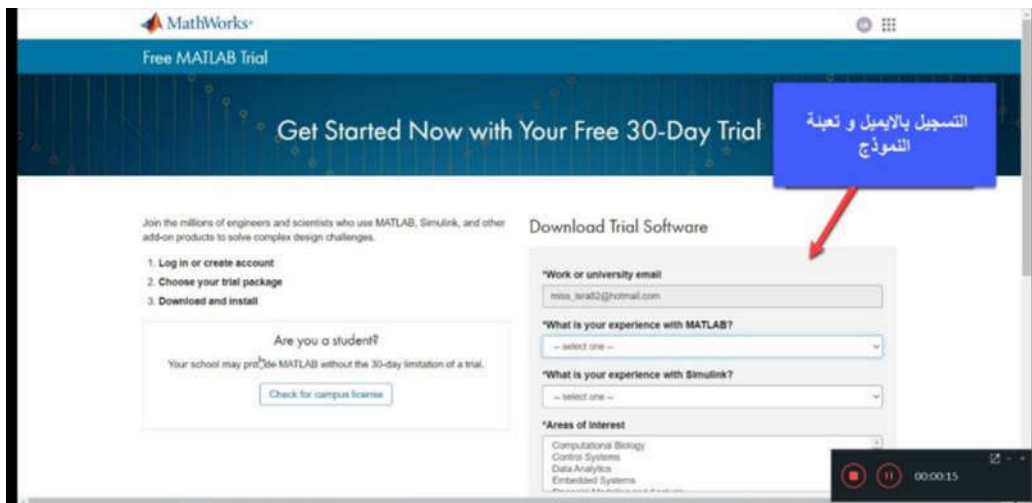 MathWorks
Free MATLAB Trial
Get Started Now with Your Free 30-Day Trial
التسجيل بالايميل و تعبئة
النموذج
Join the millions of engineers and scientists who use MATLAB, Simulink, and other
add-on products to solve complex design challenges.
1. Log in or create account
2. Choose your trial package
3. Download and install
Are you a student?
Your school may provide MATLAB without the 30-day limitation of a trial.
Check for campus license
Download Trial Software
*Work or university email
*What is your experience with MATLAB?
-- select one --
*What is your experience with Simulink?
-- select one --
*Areas of Interest
Computational Biology
Control Systems
Data Analytics
Embedded Systems
00:00:15